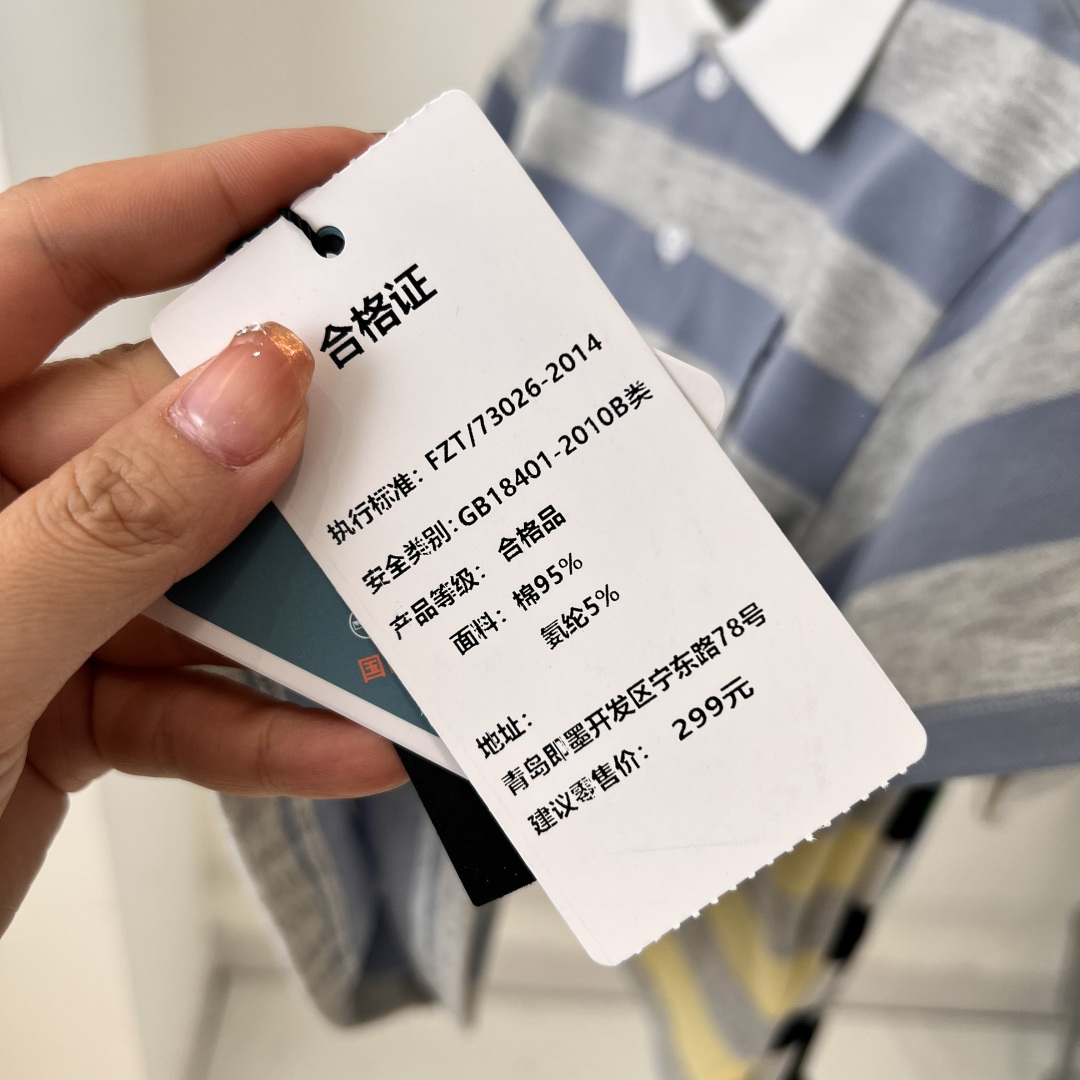 合格证
执行标准：FZT/73026-2014
安全类别：GB18401-2010B类
产品等级：合格品
面料：棉95%
氨纶5%
地址：
青岛即墨开发区宁东路78号
建议零售价：299元
国